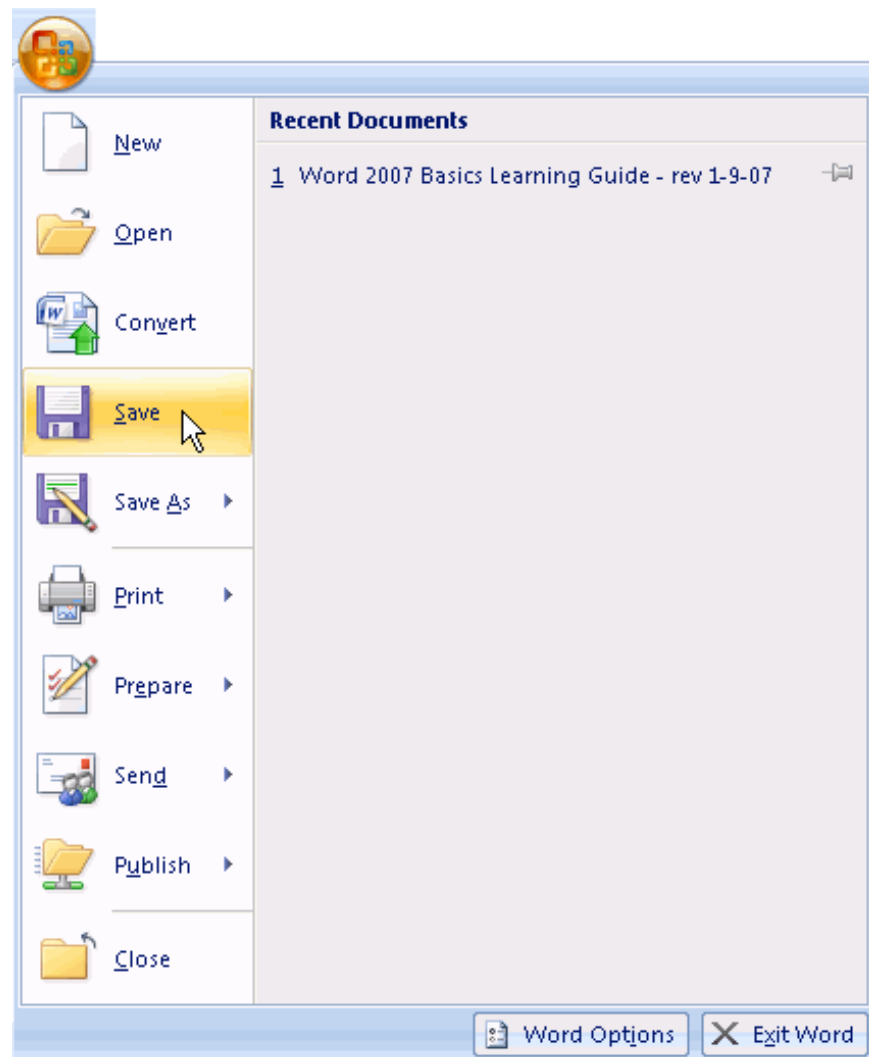 Recent Documents
New
1 Word 2007 Basics Learning Guide - rev 1-9-07
Open
Convert
Save
Save As
Print
Prepare
Send
Publish
Close
Word Options
Exit Word